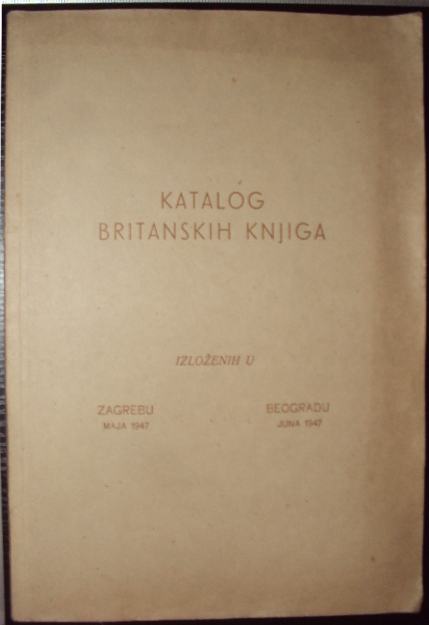 KATALOG
BRITANSKIH KNJIGA
IZLOŽENIH U
ZAGREBU
MAJA 1947
BEOGRADU
JUNA 1947